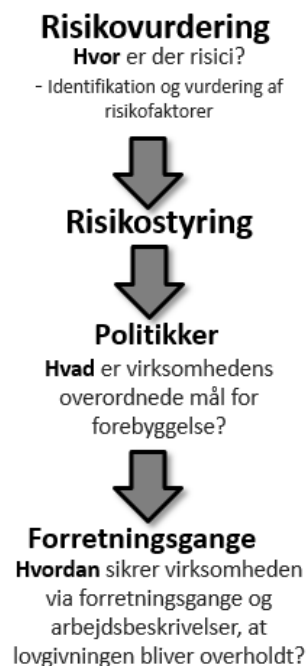 Risikovurdering
Hvor er der risici?
- Identifikation og vurdering af
risikofaktorer
Risikostyring
Politikker
Hvad er virksomhedens
overordnede mål for
forebyggelse?
Forretningsgange
Hvordan sikrer virksomheden
via forretningsgange og
arbejdsbeskrivelser, at
lovgivningen bliver overholdt?